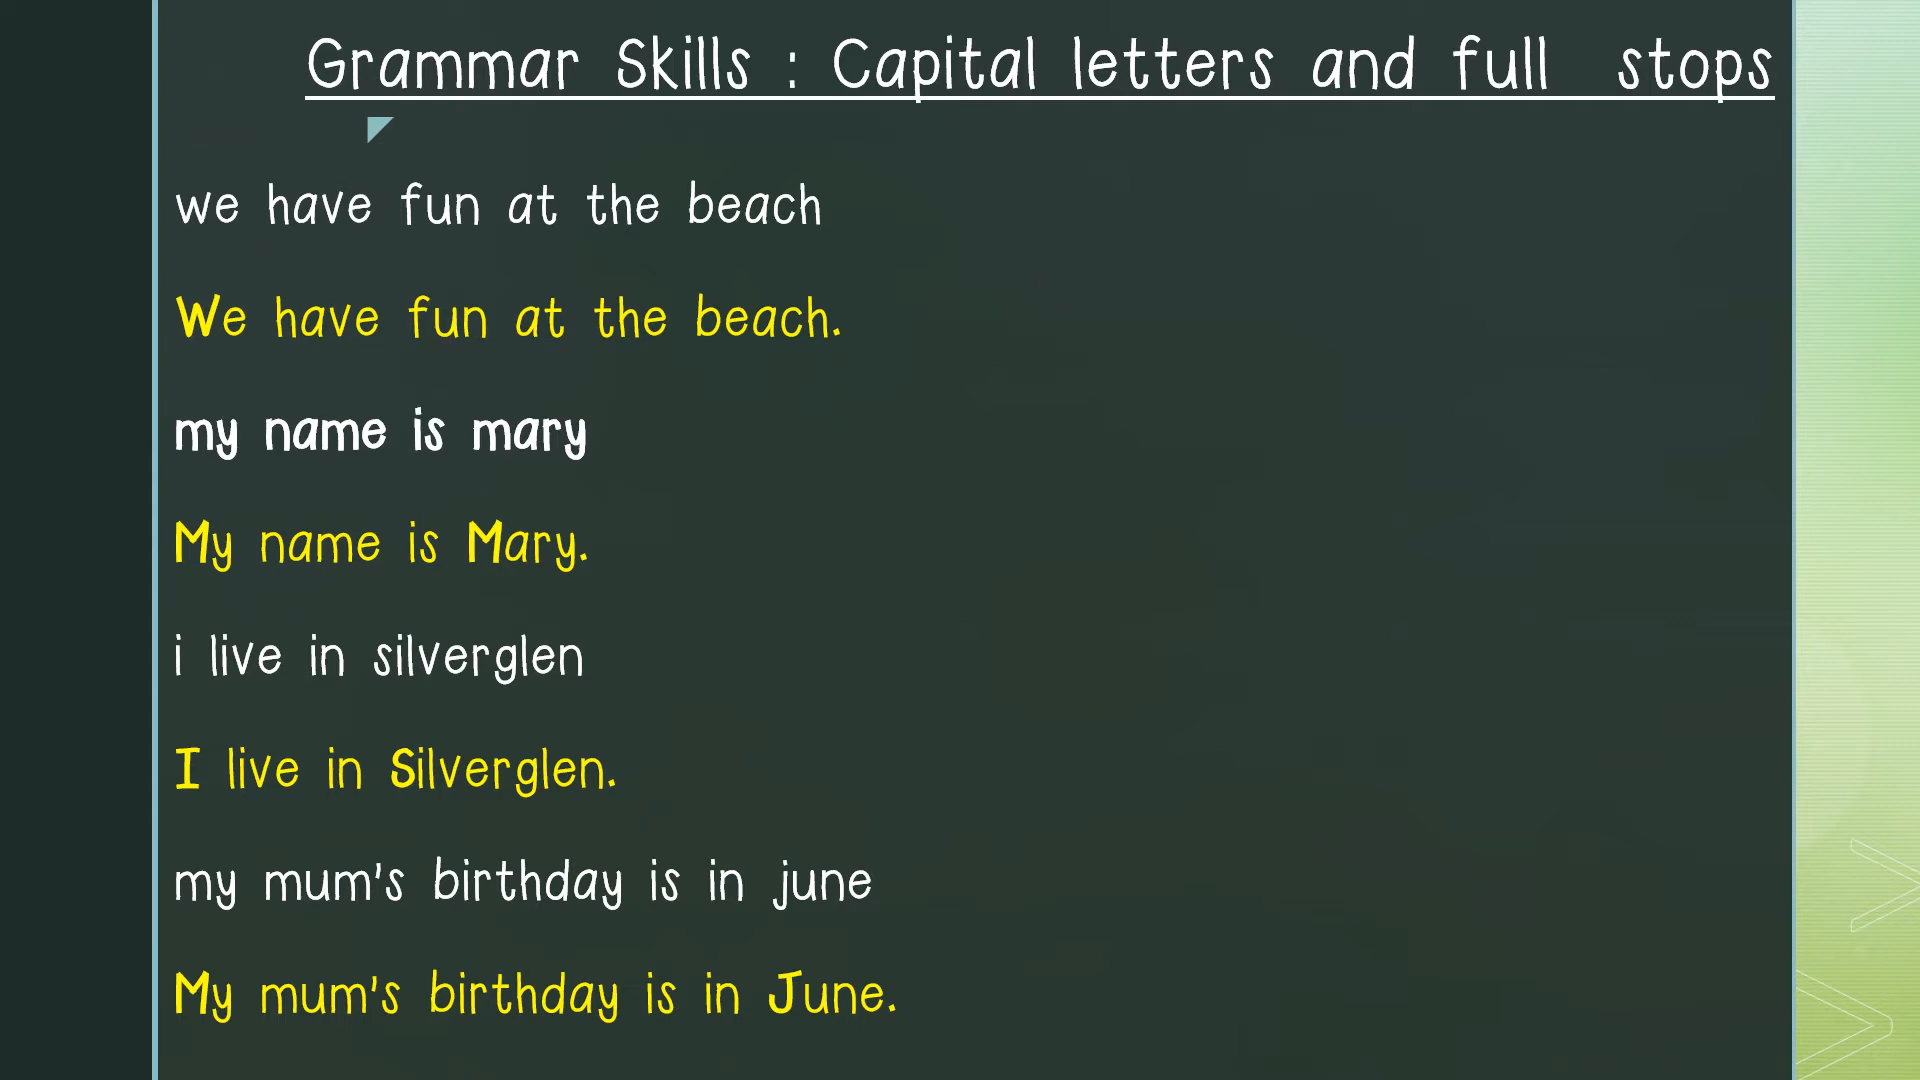 Grammar Skills : Capital letters and full stops
we have fun at the beach
We have fun at the beach.
my name is mary
My name is Mary.
i live in silverglen
I live in Silverglen.
my mum's birthday is in june
My mum's birthday is in June.